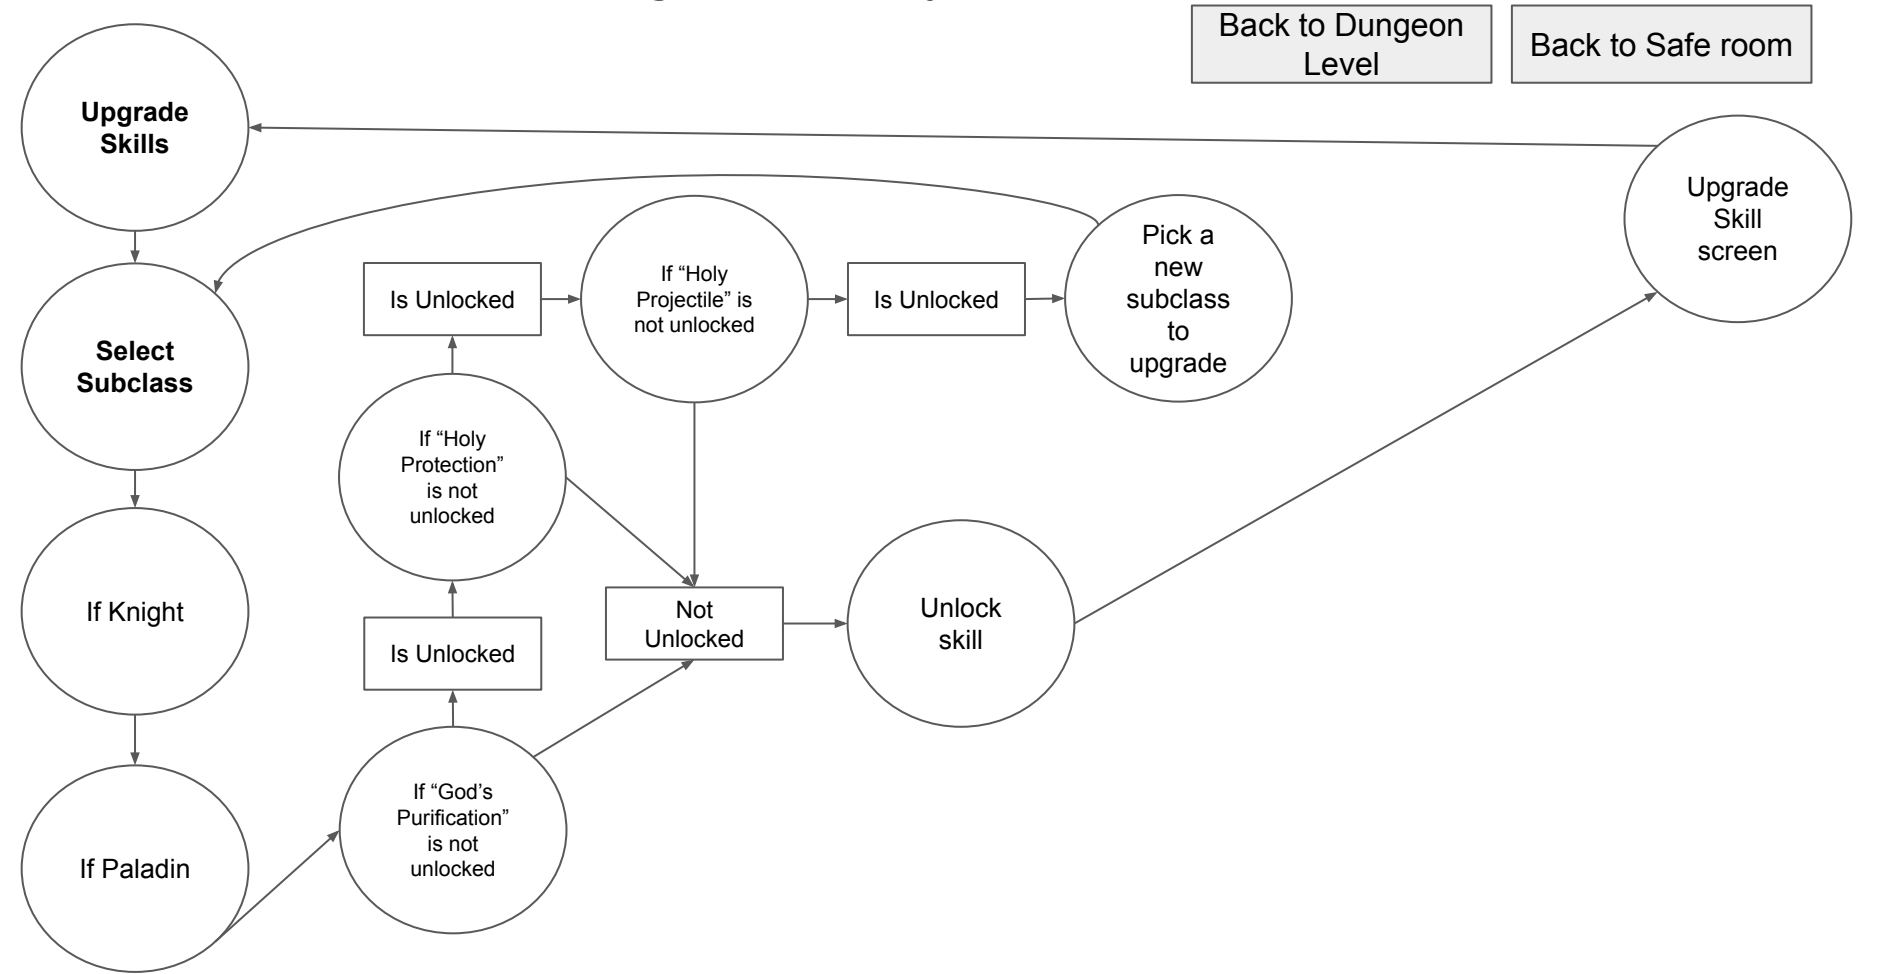 Back to Dungeon
Level
Back to Safe room
Upgrade
Skills
Upgrade
Skill
screen
Select
Subclass
Is Unlocked
If “Holy
Projectile” is
not unlocked
Is Unlocked
Pick a
new
subclass
to
upgrade
If “Holy
Protection”
is not
unlocked
If Knight
Is Unlocked
Not
Unlocked
Unlock
skill
If Paladin
If “God’s
Purification”
is not
unlocked